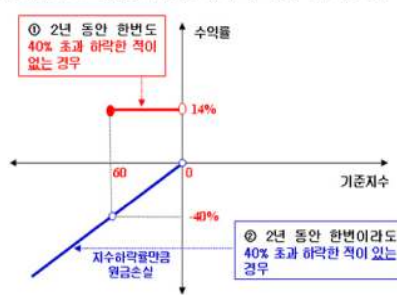 ① 2년 동안 한번도
40% 초과 하락한 적이
없는 경우
수익률
14%
60
0
기준지수
-40%
지수하락률만큼
원금손실
② 2년 동안 한번이라도
40% 초과 하락한 적이 있는
경우